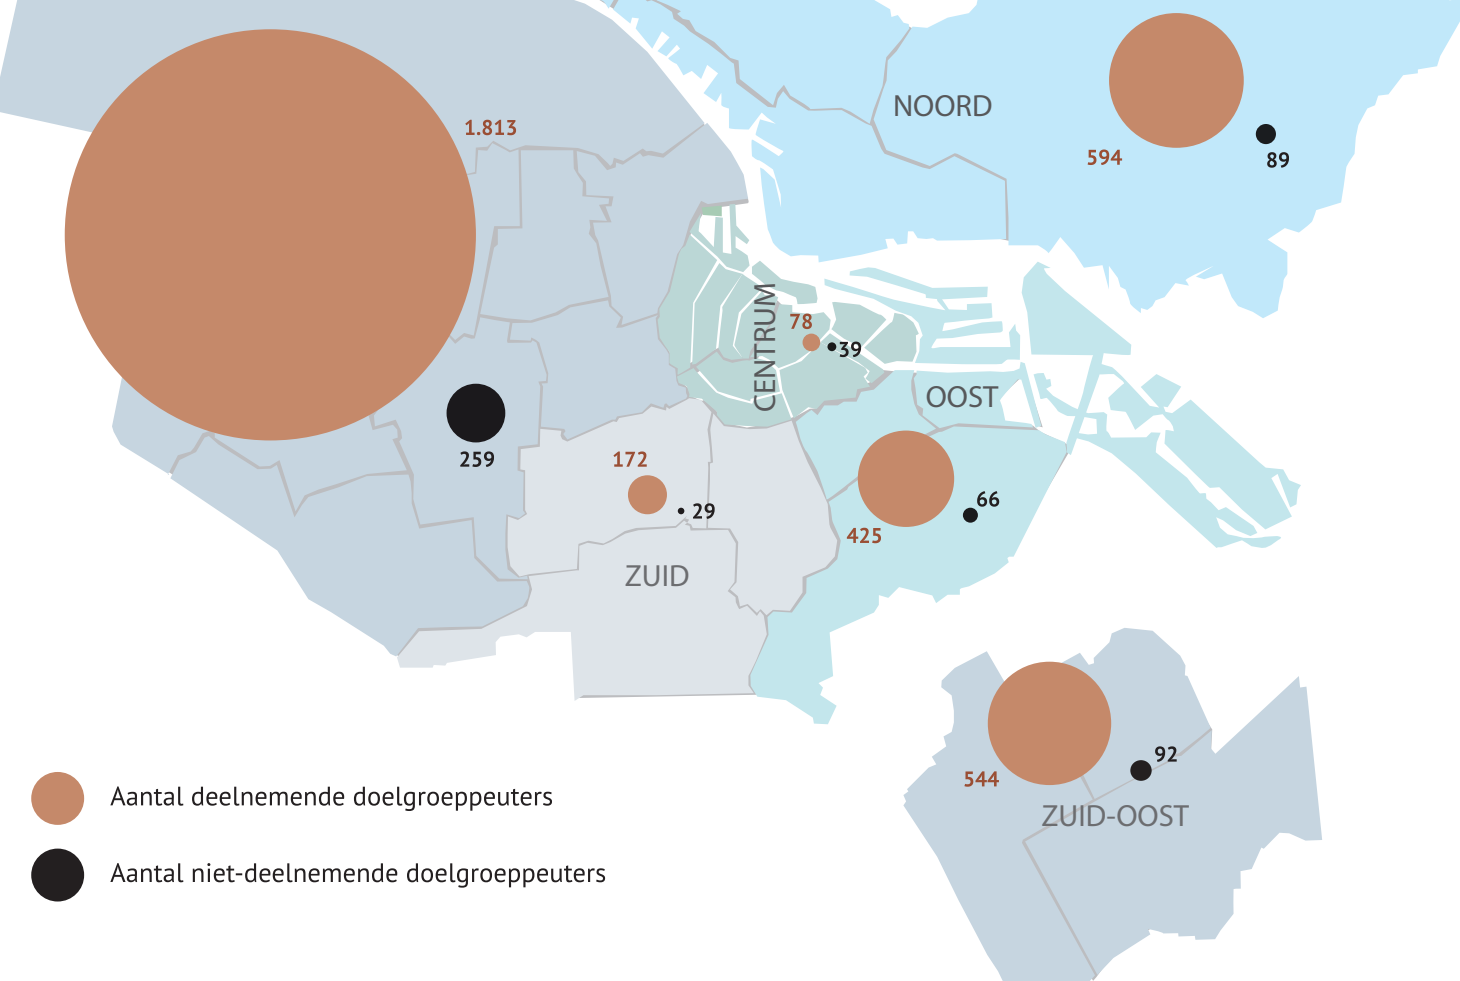 1.813
259
NOORD
594
89
CENTRUM
78
39
OOST
425
66
172
29
ZUID
544
92
ZUID-OOST
Aantal deelnemende doelgroeppeuters
Aantal niet-deelnemende doelgroeppeuters